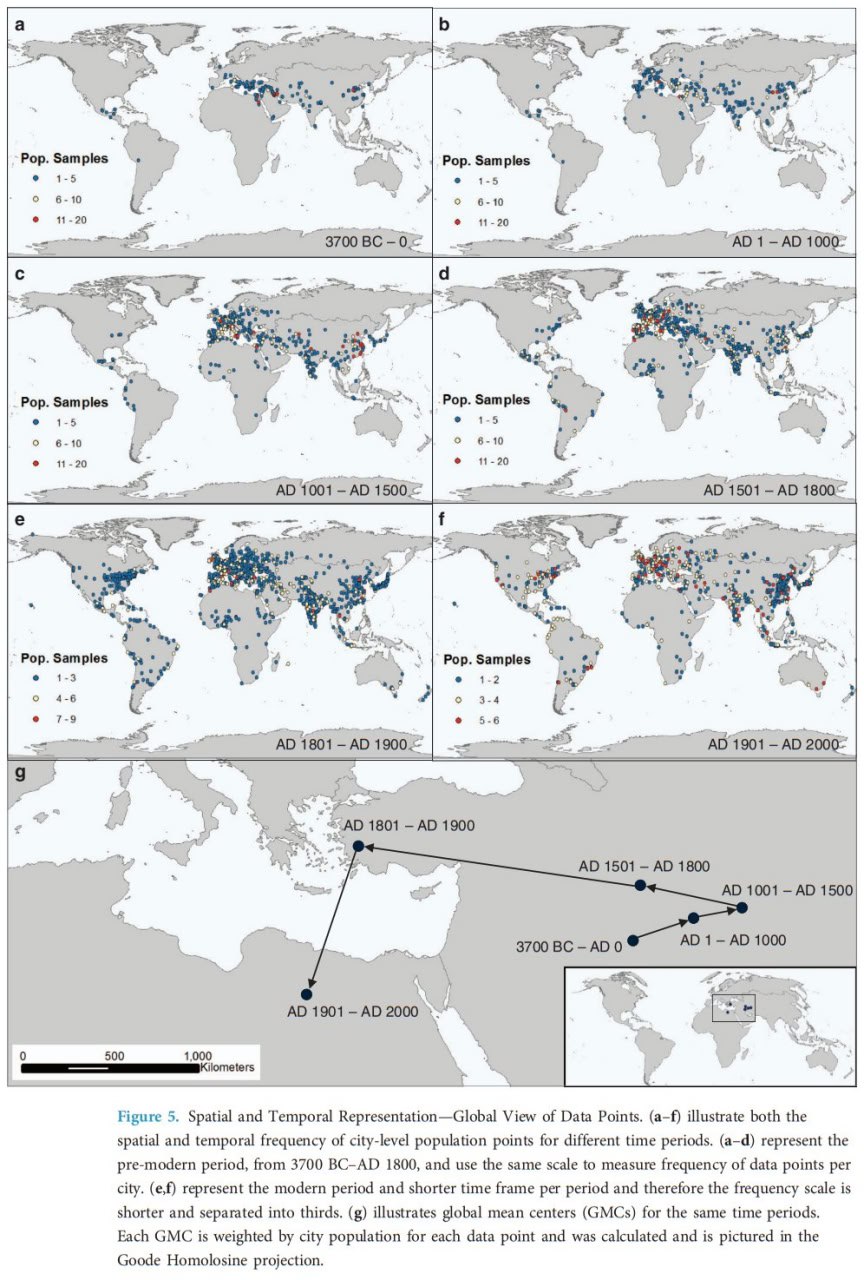 a
Pop. Samples
1 - 5
6 - 10
11 - 20
3700 BC – 0
b
Pop. Samples
1 - 5
6 - 10
11 - 20
AD 1 – AD 1000
c
Pop. Samples
1 - 5
6 - 10
11 - 20
AD 1001 – AD 1500
d
Pop. Samples
1 - 5
6 - 10
11 - 20
AD 1501 – AD 1800
e
Pop. Samples
1 - 3
4 - 6
7 - 9
AD 1801 – AD 1900
f
Pop. Samples
1 - 2
3 - 4
5 - 6
AD 1901 – AD 2000
g
AD 1801 – AD 1900
AD 1501 – AD 1800
AD 1001 – AD 1500
AD 1 – AD 1000
3700 BC – AD 0
AD 1901 – AD 2000
0 500 1,000
Kilometers
Figure 5. Spatial and Temporal Representation—Global View of Data Points. (a–f) illustrate both the
spatial and temporal frequency of city-level population points for different time periods. (a–d) represent the
pre-modern period, from 3700 BC–AD 1800, and use the same scale to measure frequency of data points per
city. (e,f) represent the modern period and shorter time frame per period and therefore the frequency scale is
shorter and separated into thirds. (g) illustrates global mean centers (GMCs) for the same time periods.
Each GMC is weighted by city population for each data point and was calculated and is pictured in the
Goode Homolosine projection.